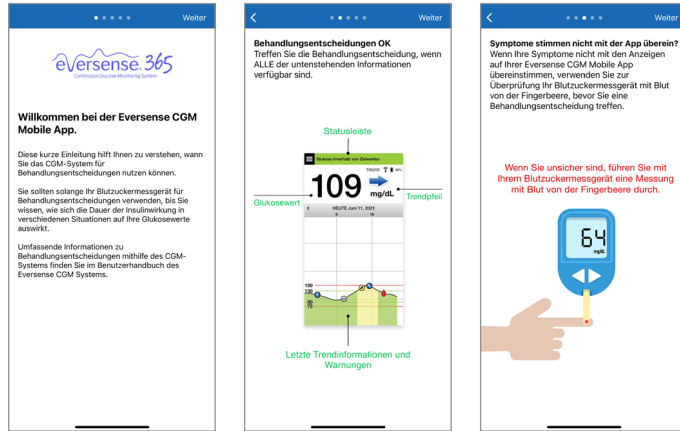 Weiter
eversense 365
Continuous Glucose Monitoring System
Willkommen bei der Eversense CGM
Mobile App.
Diese kurze Einleitung hilft Ihnen zu verstehen, wann
Sie das CGM-System für
Behandlungsentscheidungen nutzen können.
Sie sollten solange Ihr Blutzuckermessgerät für
Behandlungsentscheidungen verwenden, bis Sie
wissen, wie sich die Dauer der Insulinwirkung in
verschiedenen Situationen auf Ihre Glukosewerte
auswirkt.
Umfassende Informationen zu
Behandlungsentscheidungen mithilfe des CGM-
Systems finden Sie im Benutzerhandbuch des
Eversense CGM Systems.
Weiter
Behandlungsentscheidungen OK
Treffen Sie die Behandlungsentscheidung, wenn
ALLE der untenstehenden Informationen
verfügbar sind.
Statusleiste
Glukose innerhalb von Zielwerten
109
mg/dL
Glukosewert
Trendpfeil
HEUTE Juni 11, 2021
150
130
75
Letzte Trendinformationen und
Warnungen
Weiter
Symptome stimmen nicht mit der App überein?
Wenn Ihre Symptome nicht mit den Anzeigen
auf Ihrer Eversense CGM Mobile App
übereinstimmen, verwenden Sie zur
Überprüfung Ihr Blutzuckermessgerät mit Blut
von der Fingerbeere, bevor Sie eine
Behandlungsentscheidung treffen.
Wenn Sie unsicher sind, führen Sie mit
Ihrem Blutzuckermessgerät eine Messung
mit Blut von der Fingerbeere durch.
64
mg/dL